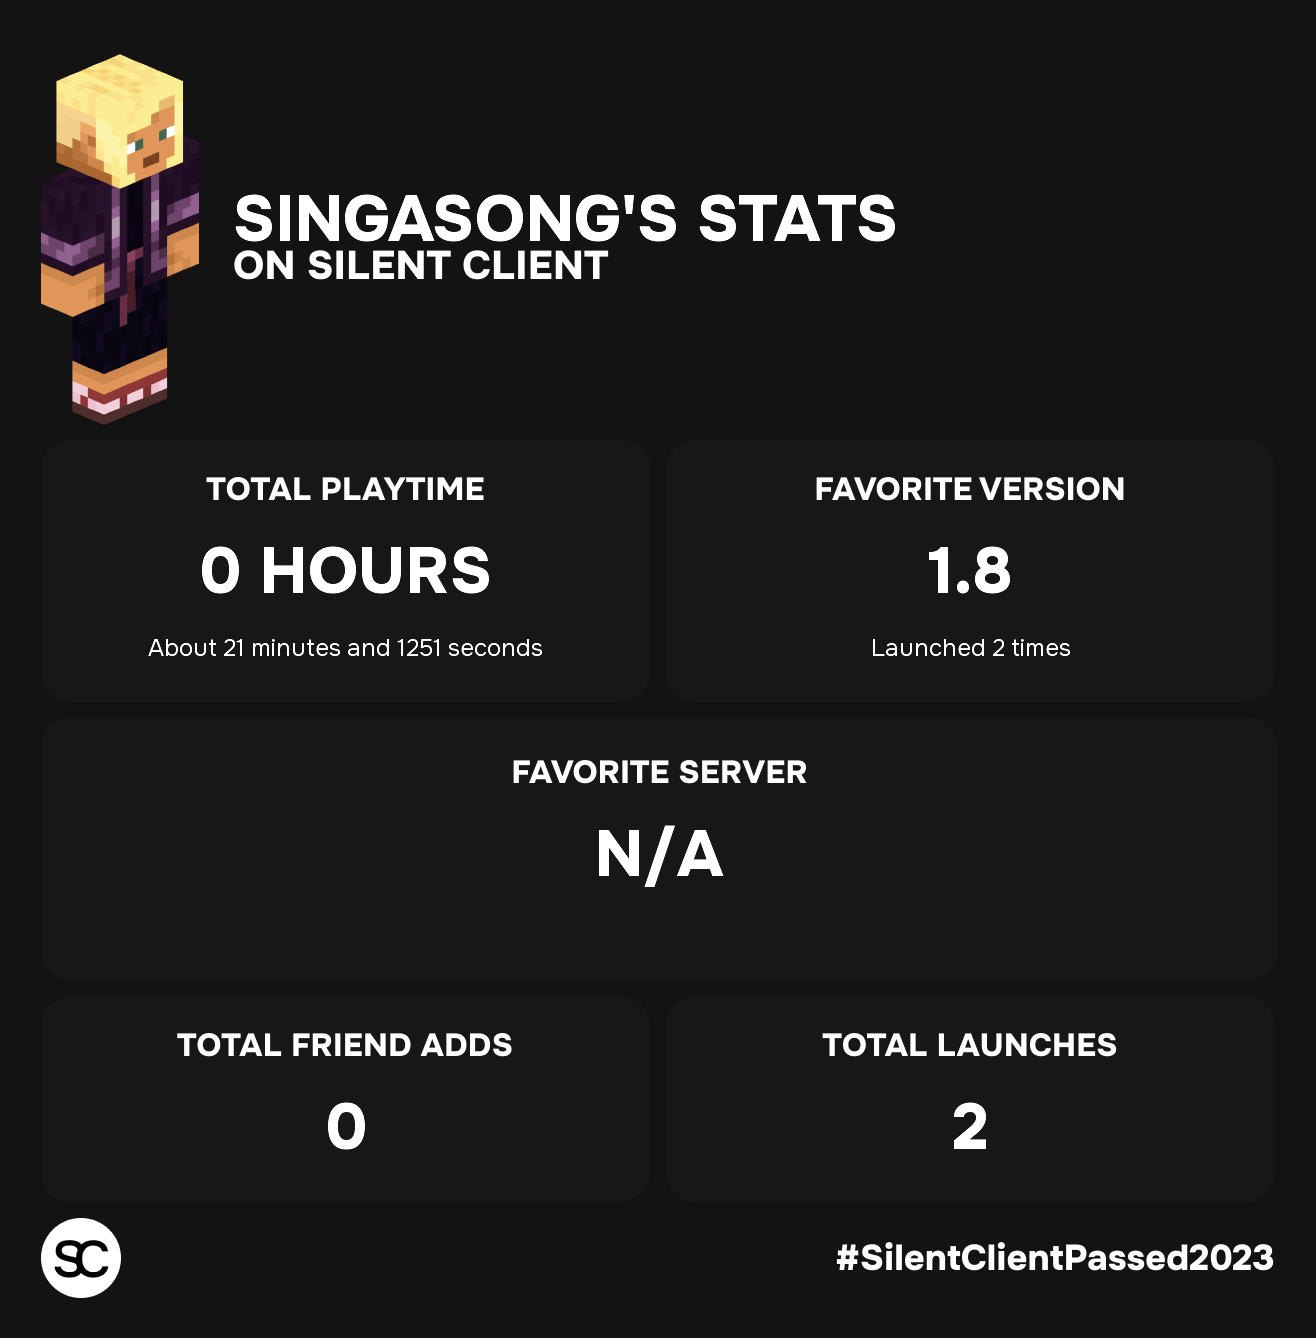 SINGASONG'S STATS
ON SILENT CLIENT
TOTAL PLAYTIME
0 HOURS
About 21 minutes and 1251 seconds
FAVORITE VERSION
1.8
Launched 2 times
FAVORITE SERVER
N/A
TOTAL FRIEND ADDS
0
TOTAL LAUNCHES
2
SC
#SilentClientPassed2023